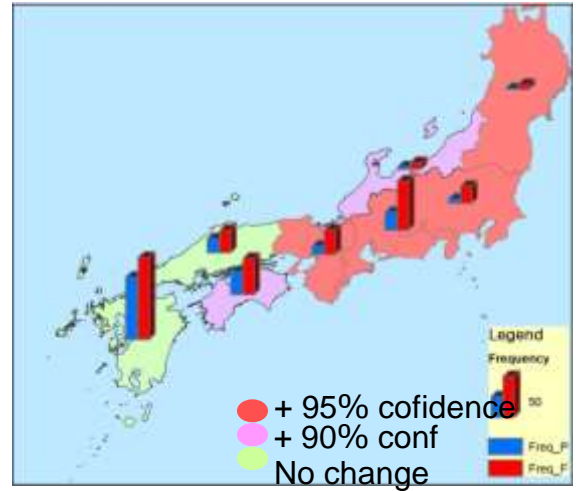 Legend
Frequency
50
Freq_P
Freq_F
+ 95% cofidence
+ 90% conf
No change